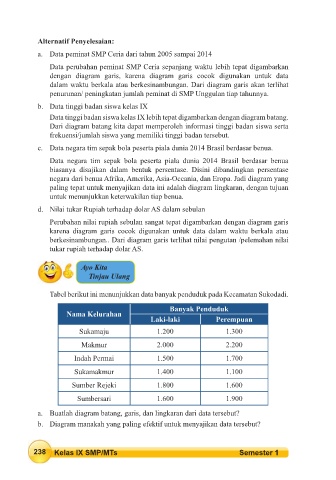 Alternatif Penyelesaian:
a. Data peminat SMP Ceria dari tahun 2005 sampai 2014
Data perubahan peminat SMP Ceria sepanjang waktu lebih tepat digambarkan
dengan diagram garis, karena diagram garis cocok digunakan untuk data
dalam waktu berkala atau berkesinambungan. Dari diagram garis akan terlihat
penurunan/ peningkatan jumlah peminat di SMP Unggulan tiap tahunnya.
b. Data tinggi badan siswa kelas IX
Data tinggi badan siswa kelas IX lebih tepat digambarkan dengan diagram batang.
Dari diagram batang kita dapat memperoleh informasi tinggi badan siswa serta
frekuensi/jumlah siswa yang memiliki tinggi badan tersebut.
c. Data negara tim sepak bola peserta piala dunia 2014 Brasil berdasar benua.
Data negara tim sepak bola peserta piala dunia 2014 Brasil berdasar benua
biasanya disajikan dalam bentuk persentase. Disini dibandingkan persentase
negara dari benua Afrika, Amerika, Asia-Oceania, dan Eropa. Jadi diagram yang
paling tepat untuk menyajikan data ini adalah diagram lingkaran, dengan tujuan
untuk menunjukkan keterwakilan tiap benua.
d. Nilai tukar Rupiah terhadap dolar AS dalam sebulan
Perubahan nilai rupiah sebulan sangat tepat digambarkan dengan diagram garis
karena diagram garis cocok digunakan untuk data dalam waktu berkala atau
berkesinambungan.. Dari diagram garis terlihat nilai penguatan /pelemahan nilai
tukar rupiah terhadap dolar AS.
Ayo Kita
Tinjau Ulang
Tabel berikut ini menunjukkan data banyak penduduk pada Kecamatan Sukodadi.
Nama Kelurahan Banyak Penduduk
Laki-laki Perempuan
Sukamaju 1.200 1.300
Makmur 2.000 2.200
Indah Permai 1.500 1.700
Sukamakmur 1.400 1.100
Sumber Rejeki 1.800 1.600
Sumbersari 1.600 1.900
a. Buatlah diagram batang, garis, dan lingkaran dari data tersebut?
b. Diagram manakah yang paling efektif untuk menyajikan data tersebut?
238 Kelas IX SMP/MTs Semester 1